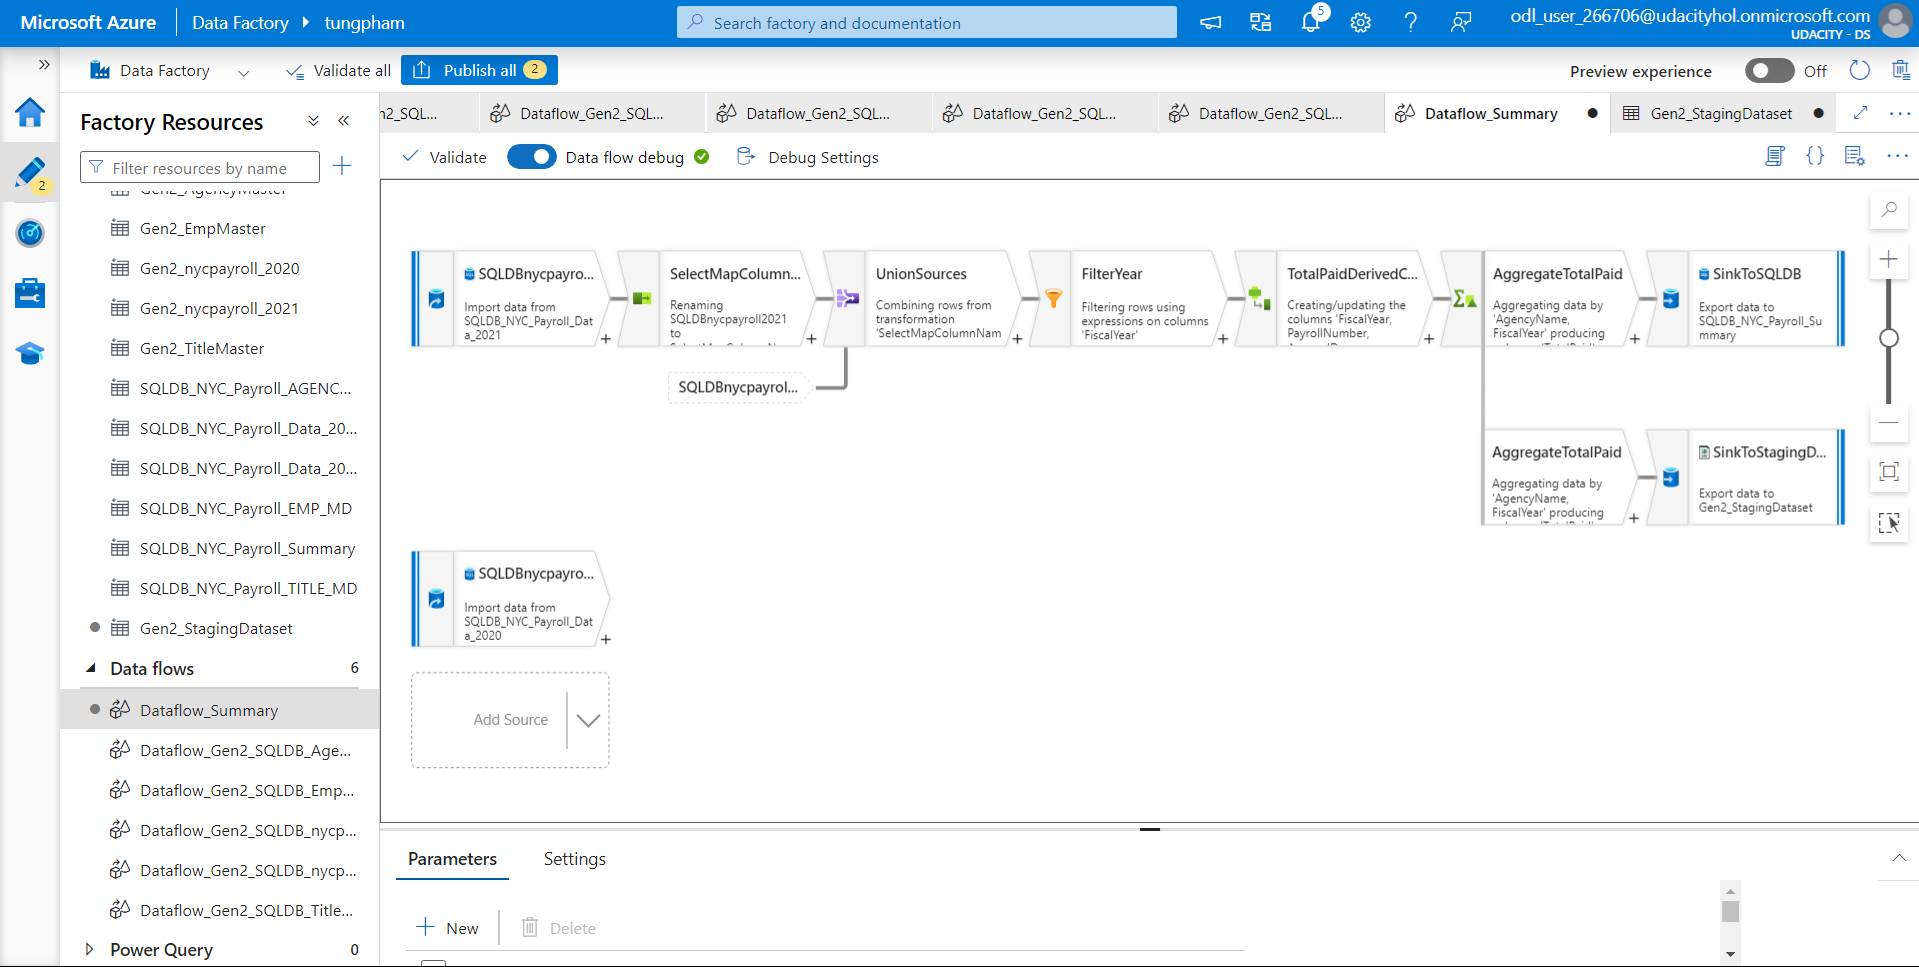 Microsoft Azure
Data Factory
tungpham
Search factory and documentation
5
odl_user_266706@udacityhol.onmicrosoft.com
UDACITY - DS
Data Factory
Validate all
Publish all
2
Preview experience
Off
2
Factory Resources
Filter resources by name
Gen2_AgencyMaster
Gen2_EmpMaster
Gen2_nycpayroll_2020
Gen2_nycpayroll_2021
Gen2_TitleMaster
SQLDB_NYC_Payroll_AGENC...
SQLDB_NYC_Payroll_Data_20...
SQLDB_NYC_Payroll_Data_20...
SQLDB_NYC_Payroll_EMP_MD
SQLDB_NYC_Payroll_Summary
SQLDB_NYC_Payroll_TITLE_MD
Gen2_StagingDataset
Data flows
6
Dataflow_Summary
Dataflow_Gen2_SQLDB_Age...
Dataflow_Gen2_SQLDB_Emp...
Dataflow_Gen2_SQLDB_nycp...
Dataflow_Gen2_SQLDB_nycp...
Dataflow_Gen2_SQLDB_Title...
Power Query
0
n2_SQL...
Dataflow_Gen2_SQL...
Dataflow_Gen2_SQL...
Dataflow_Gen2_SQL...
Dataflow_Gen2_SQL...
Dataflow_Summary
Gen2_StagingDataset
Validate
Data flow debug
Debug Settings
SQLDBnycpayro...
Import data from
SQLDB_NYC_Payroll_Dat
a_2021
SelectMapColumn...
Renaming
SQLDBnycpayroll2021
to
UnionSources
Combining rows from
transformation
'SelectMapColumnNam
FilterYear
Filtering rows using
expressions on columns
'FiscalYear'
TotalPaidDerivedC...
Creating/updating the
columns 'FiscalYear,
PayrollNumber,
AggregateTotalPaid
Aggregating data by
'AgencyName,
FiscalYear' producing
SinkToSQLDB
Export data to
SQLDB_NYC_Payroll_Su
mmary
SQLDBnycpayrol...
AggregateTotalPaid
Aggregating data by
'AgencyName,
FiscalYear' producing
SinkToStagingD...
Export data to
Gen2_StagingDataset
SQLDBnycpayro...
Import data from
SQLDB_NYC_Payroll_Dat
a_2020
Add Source
Parameters
Settings
New
Delete